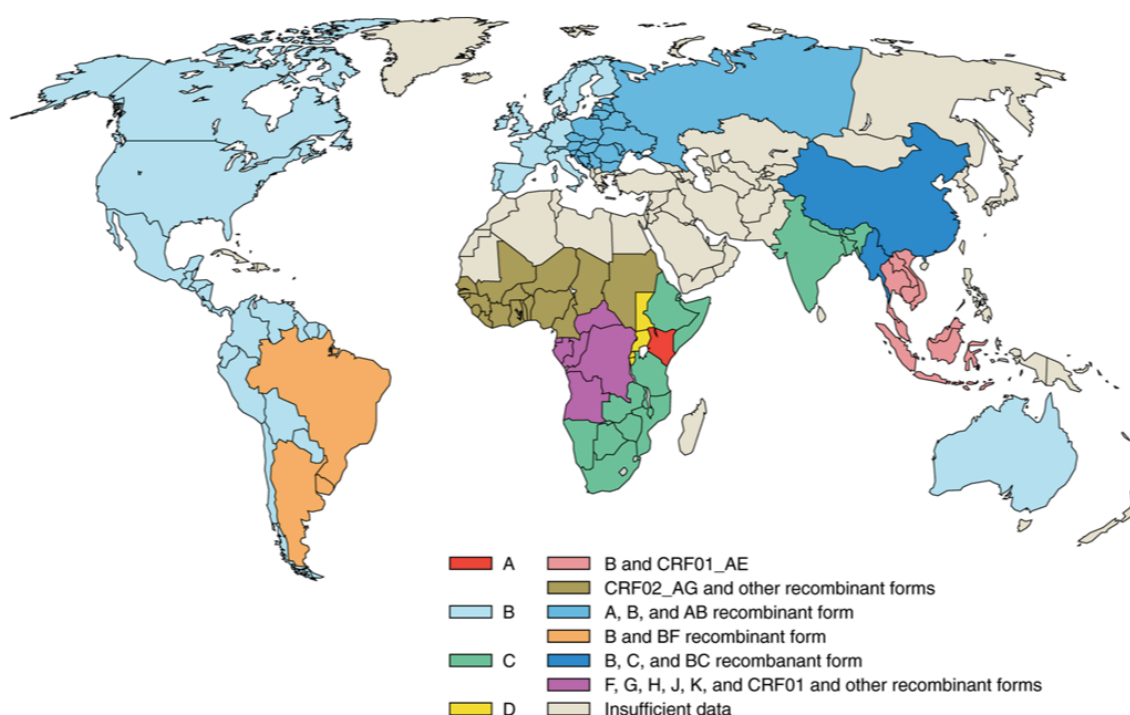 A B and CRF01_AE
CRF02_AG and other recombinant forms
B A, B, and AB recombinant form
B and BF recombinant form
C B, C, and BC recombanant form
F, G, H, J, K, and CRF01 and other recombinant forms
D Insufficient data